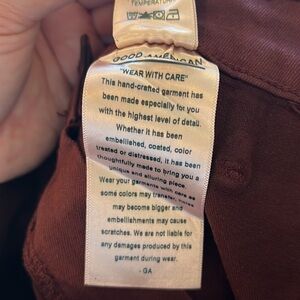 TEMPERATURE
GOOD AMERICAN
"WEAR WITH CARE"
This hand-crafted garment has
been made especially for you
with the highest level of detail.
Whether it has been
embellished, coated, color
treated or distressed, it has been
thoughtfully made to bring you a
unique and alluring piece.
Wear your garments with care as
some colors may transfer, holes
may become bigger and
embellishments may cause
scratches. We are not liable for
any damages produced by this
garment during wear.
- GA